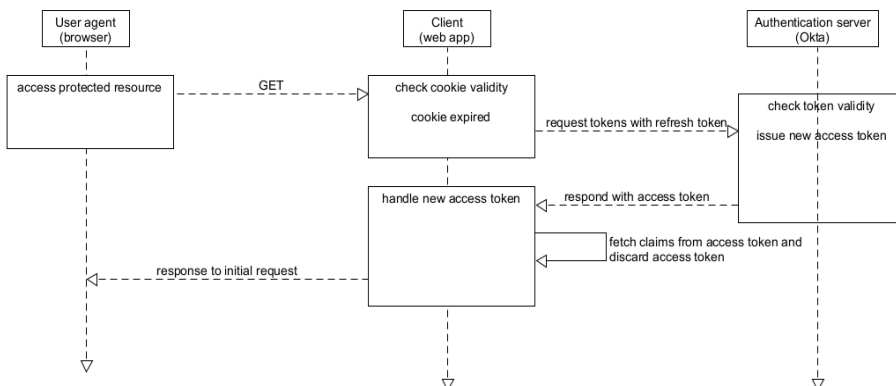 User agent
(browser)
Client
(web app)
Authentication server
(Okta)
access protected resource
GET
check cookie validity
cookie expired
request tokens with refresh token
check token validity
issue new access token
respond with access token
handle new access token
fetch claims from access token and
discard access token
response to initial request